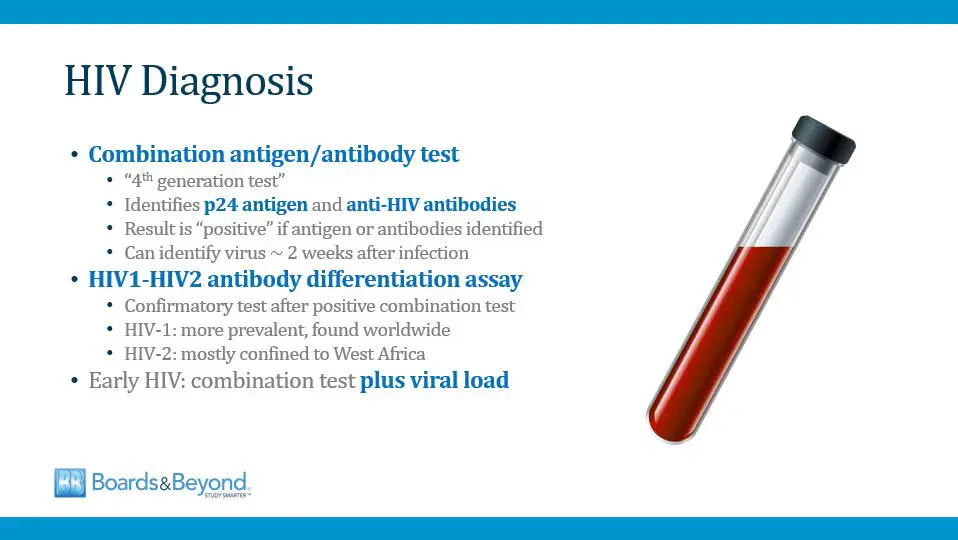 HIV Diagnosis
• Combination antigen/antibody test
• “4th generation test”
• Identifies p24 antigen and anti-HIV antibodies
• Result is “positive” if antigen or antibodies identified
• Can identify virus ~ 2 weeks after infection
• HIV1-HIV2 antibody differentiation assay
• Confirmatory test after positive combination test
• HIV-1: more prevalent, found worldwide
• HIV-2: mostly confined to West Africa
• Early HIV: combination test plus viral load
BB Boards&Beyond.
STUDY SMARTER™